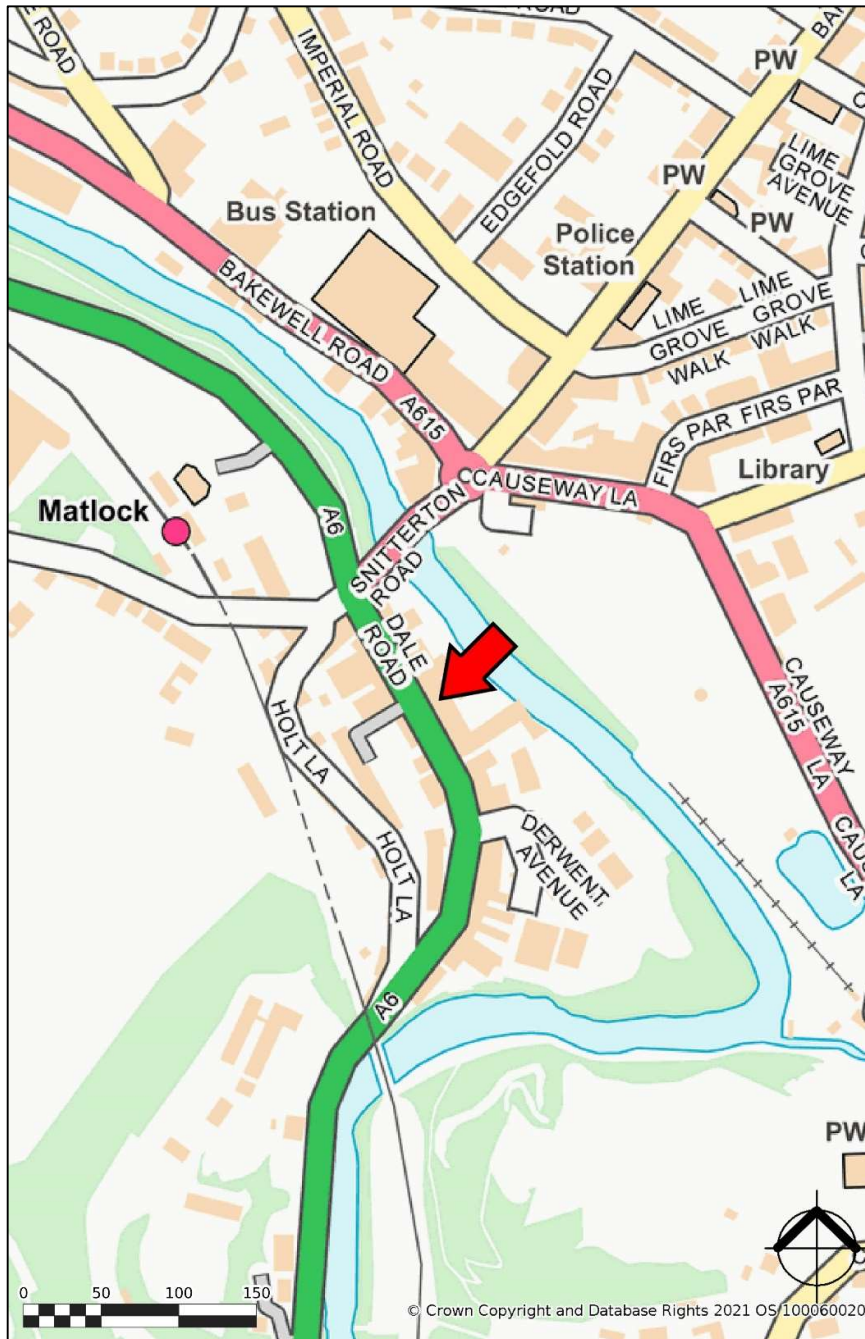 E ROAD
ROAD
IMPERIAL ROAD
EDGEFOLD ROAD
PW
LIME
GROVE
AVENUE
PW
PW
Bus Station
Police
Station
BAKEWELL ROAD
LIME
GROVE
WALK
LIME
GROVE
WALK
A615
FIRS PAR
FIRS PAR
CAUSEWAY LA
Library
Matlock
A6
SNITTERTON
ROAD
DALE
ROAD
HOLT LA
CAUSEWAY
LA
A615
HOLT LA
DERWENT
AVENUE
LA
A6
PW
0 50 100 150
© Crown Copyright and Database Rights 2021 OS 100060020